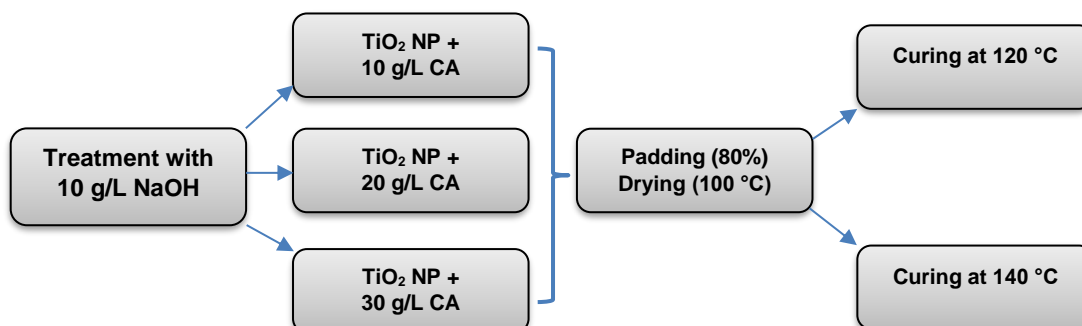 Treatment with
10 g/L NaOH
TiO₂ NP +
10 g/L CA
TiO₂ NP +
20 g/L CA
TiO₂ NP +
30 g/L CA
Padding (80%)
Drying (100 °C)
Curing at 120 °C
Curing at 140 °C